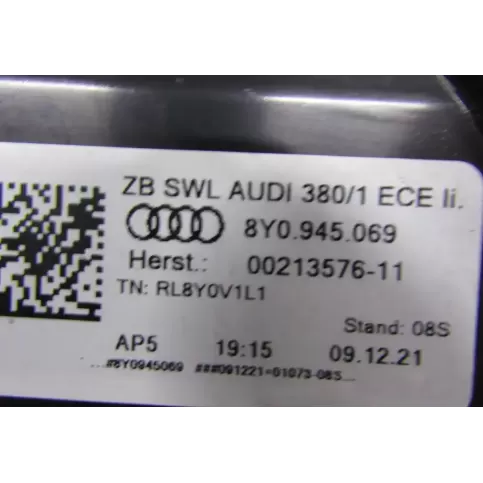 ZB SWL AUDI 380/1 ECE li.
8Y0.945.069
Herst.: 00213576-11
TN: RL8Y0V1L1
Stand: 08S
AP5 19:15 09.12.21
...#8Y0945069 ###091221=01073-08S...